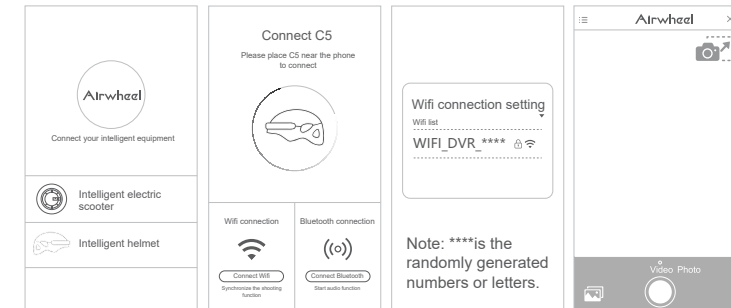 Airwheel
Connect your intelligent equipment
Intelligent electric
scooter
Intelligent helmet
Connect C5
Please place C5 near the phone
to connect
Wifi connection
Connect Wifi
Synchronize the shooting
function
Bluetooth connection
Connect Bluetooth
Start audio function
Wifi connection setting
Wifi list
WIFI_DVR_****
Note: ****is the
randomly generated
numbers or letters.
Airwheel
Video Photo